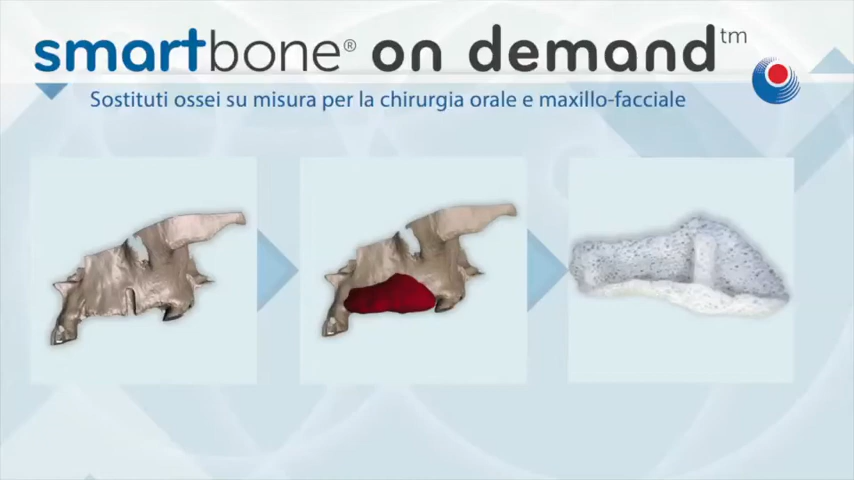 smartbone® on demand™
Sostituti ossei su misura per la chirurgia orale e maxillo-facciale